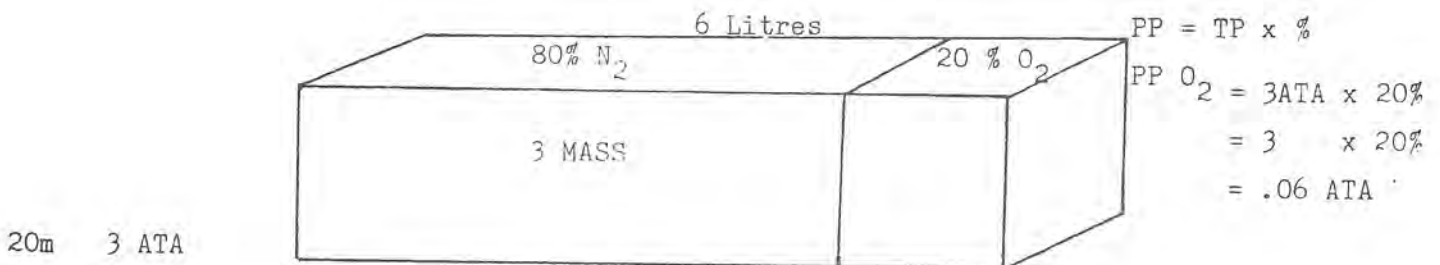 6 Litres
80% N2
20 % O2
3 MASS
20m 3 ATA
PP = TP x %
PP O2 = 3ATA x 20%
= 3 x 20%
= .06 ATA